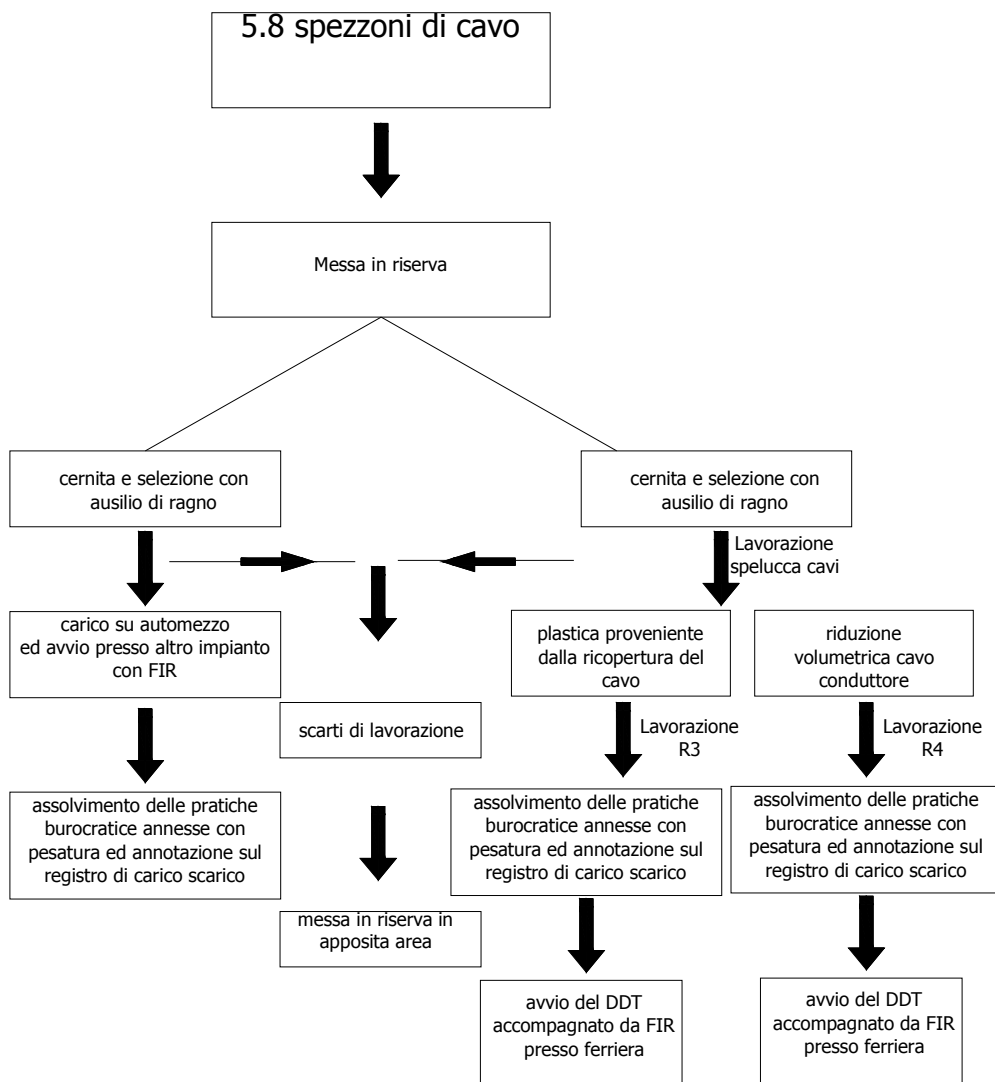 5.8 spezzoni di cavo
Messa in riserva
cernita e selezione con
ausilio di ragno
cernita e selezione con
ausilio di ragno
Lavorazione
spelucca cavi
carico su automezzo
ed avvio presso altro impianto
con FIR
plastica proveniente
dalla ricopertura del
cavo
riduzione
volumetrica cavo
conduttore
scarti di lavorazione
Lavorazione
R3
Lavorazione
R4
assolvimento delle pratiche
burocratice annesse con
pesatura ed annotazione sul
registro di carico scarico
assolvimento delle pratiche
burocratice annesse con
pesatura ed annotazione sul
registro di carico scarico
assolvimento delle pratiche
burocratice annesse con
pesatura ed annotazione sul
registro di carico scarico
messa in riserva in
apposita area
avvio del DDT
accompagnato da FIR
presso ferriera
avvio del DDT
accompagnato da FIR
presso ferriera